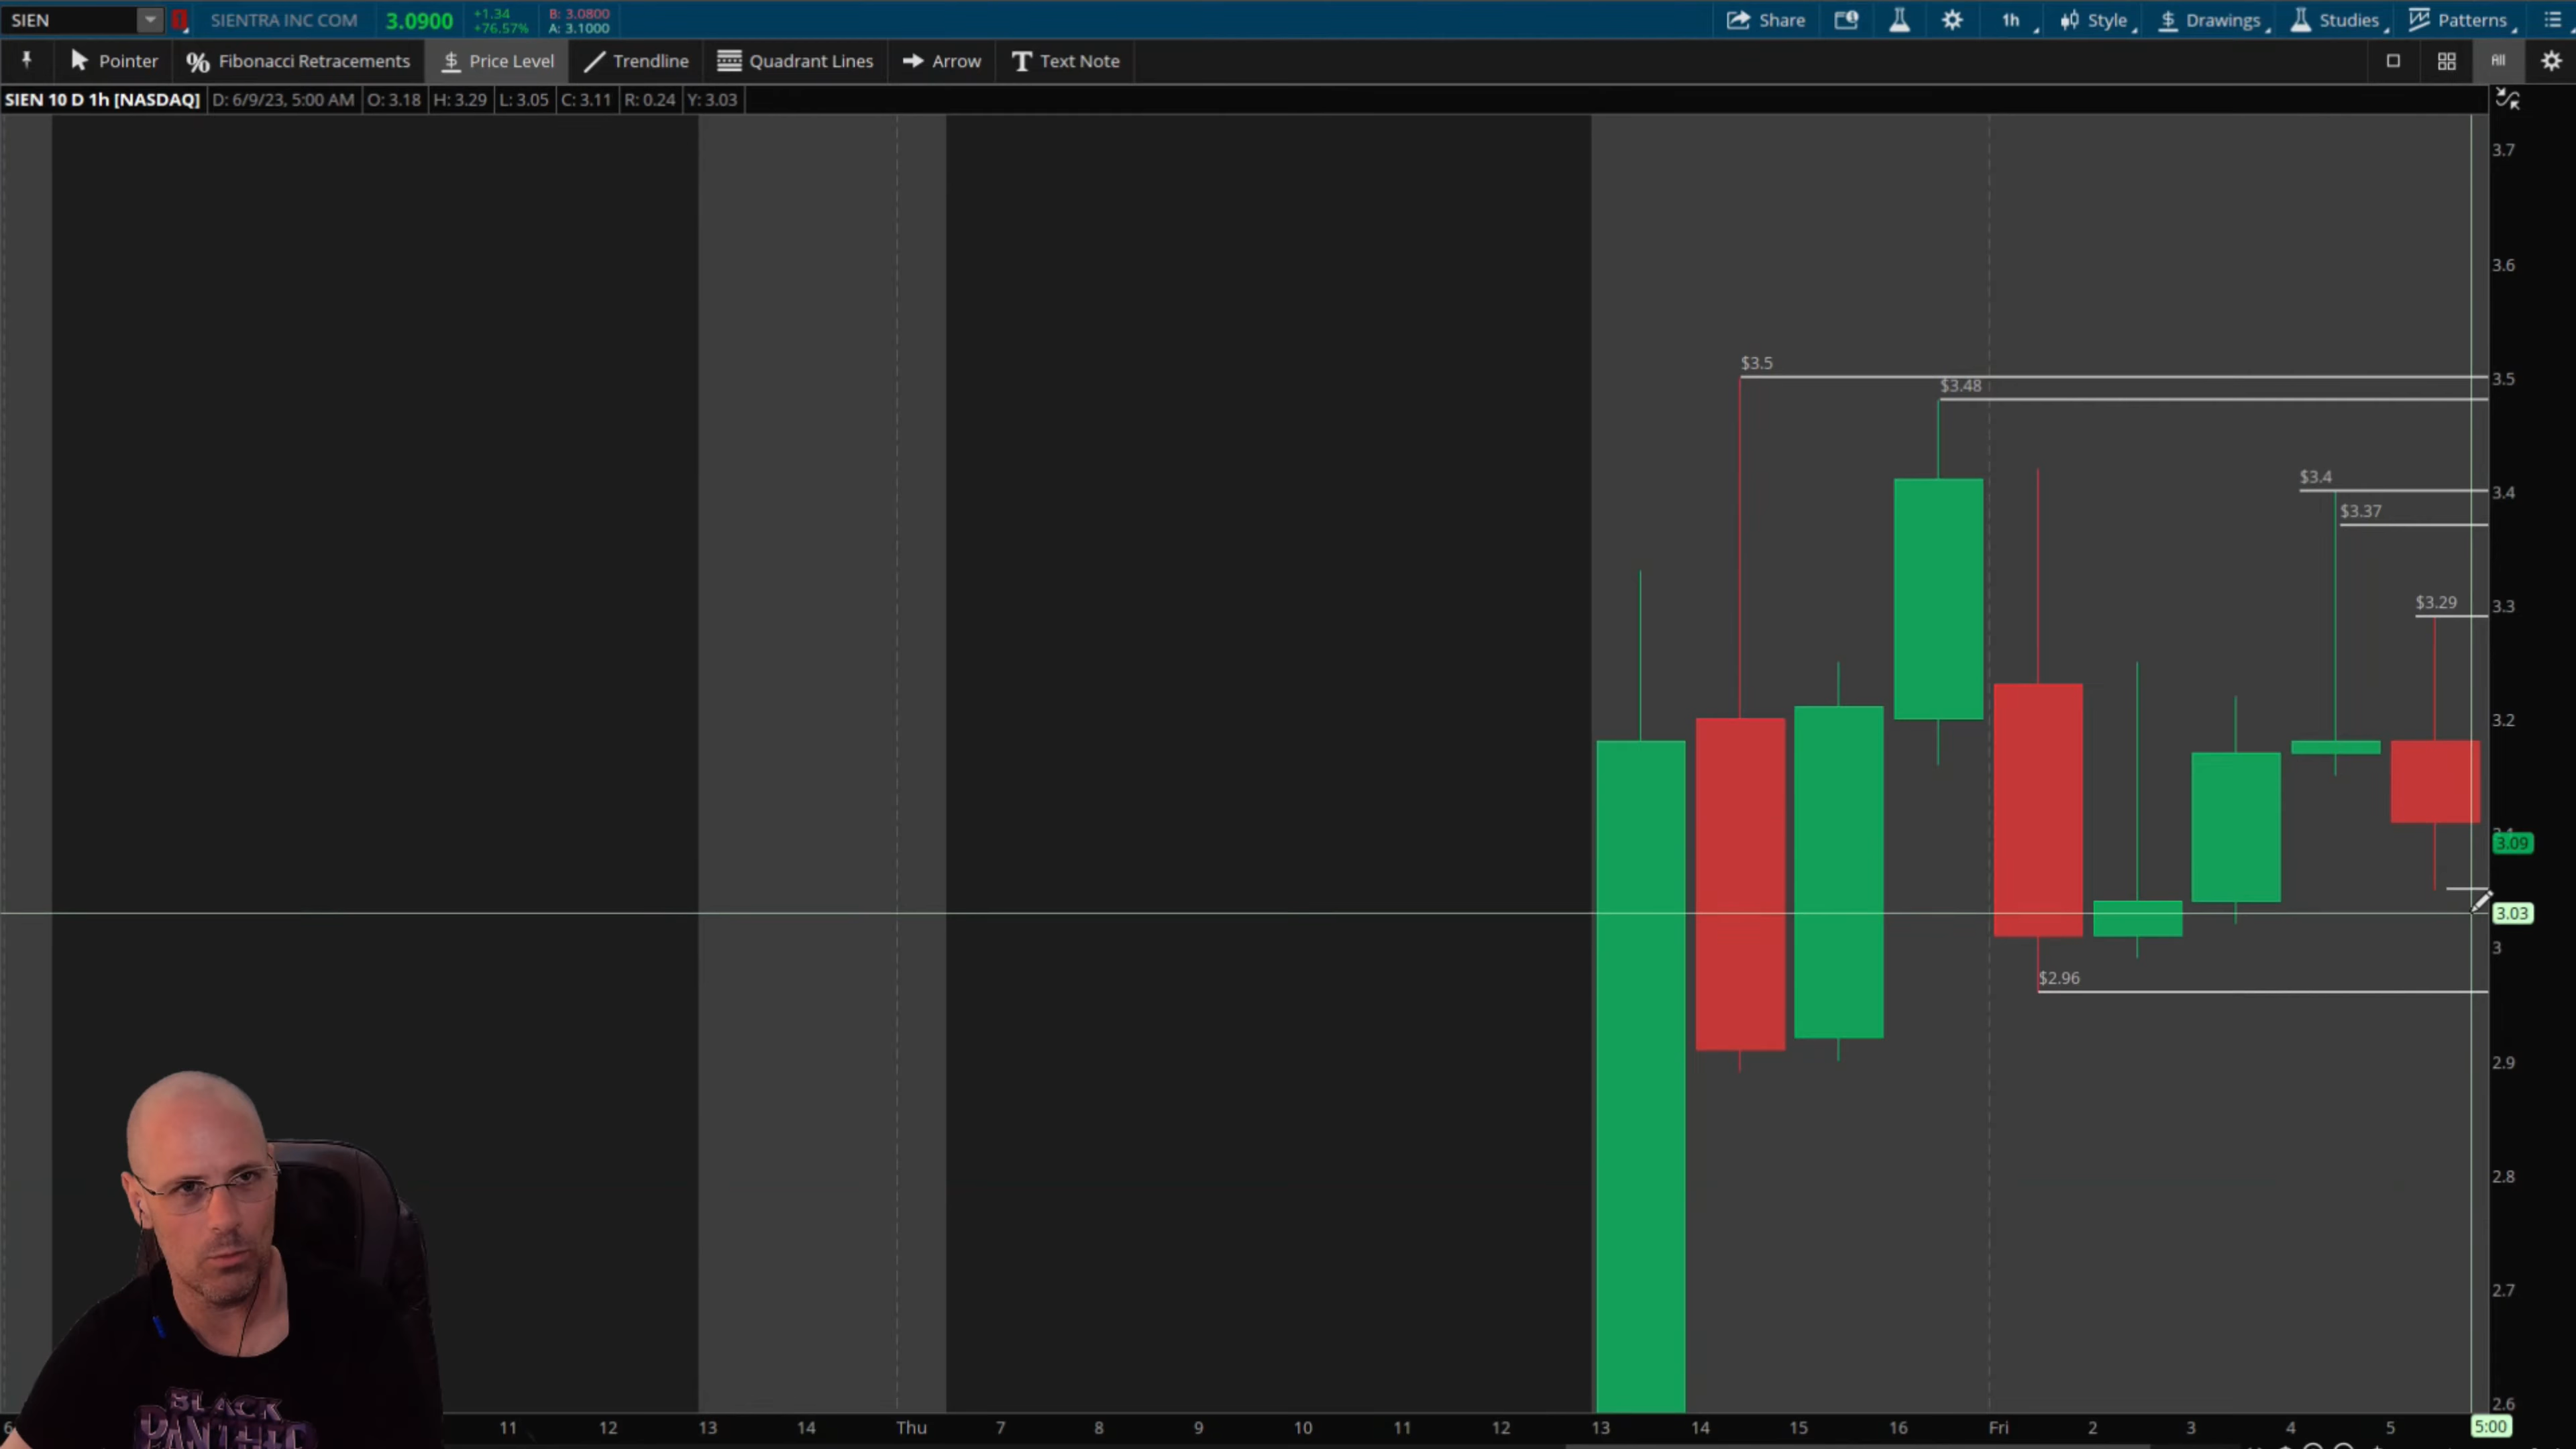 SIEN
SIENTRA INC COM
3.0900
+1.34
+76.57%
B: 3.0800
A: 3.1000
Share
1h
Style
Drawings
Studies
Patterns
Pointer
Fibonacci Retracements
Price Level
Trendline
Quadrant Lines
Arrow
Text Note
All
SIEN 10 D 1h [NASDAQ]
D: 6/9/23, 5:00 AM
O: 3.18
H: 3.29
L: 3.05
C: 3.11
R: 0.24
Y: 3.03
3.7
3.6
$3.5
3.5
$3.48
$3.4
3.4
$3.37
$3.29
3.3
3.2
3.09
3.03
3
$2.96
2.9
2.8
2.7
2.6
BLACK
PANTHER
11
12
13
14
Thu
7
8
9
10
11
12
13
14
15
16
Fri
2
3
4
5
5:00